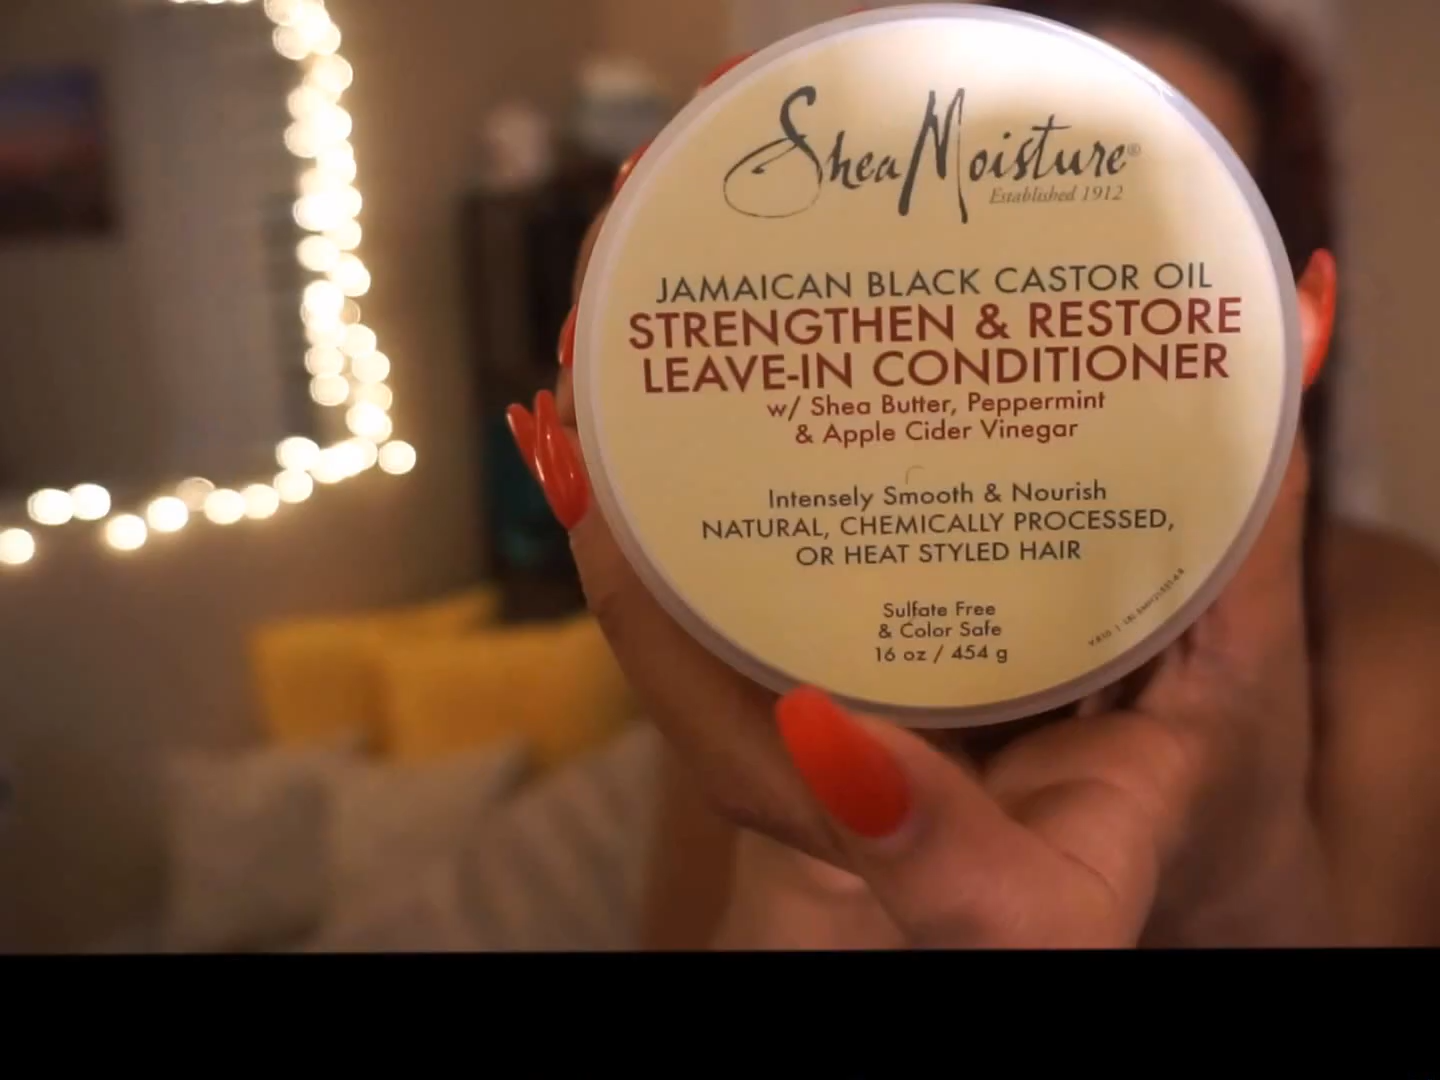 SheaMoisture®
Established 1912
JAMAICAN BLACK CASTOR OIL
STRENGTHEN & RESTORE
LEAVE-IN CONDITIONER
w/ Shea Butter, Peppermint
& Apple Cider Vinegar
Intensely Smooth & Nourish
NATURAL, CHEMICALLY PROCESSED,
OR HEAT STYLED HAIR
Sulfate Free
& Color Safe
16 oz / 454 g